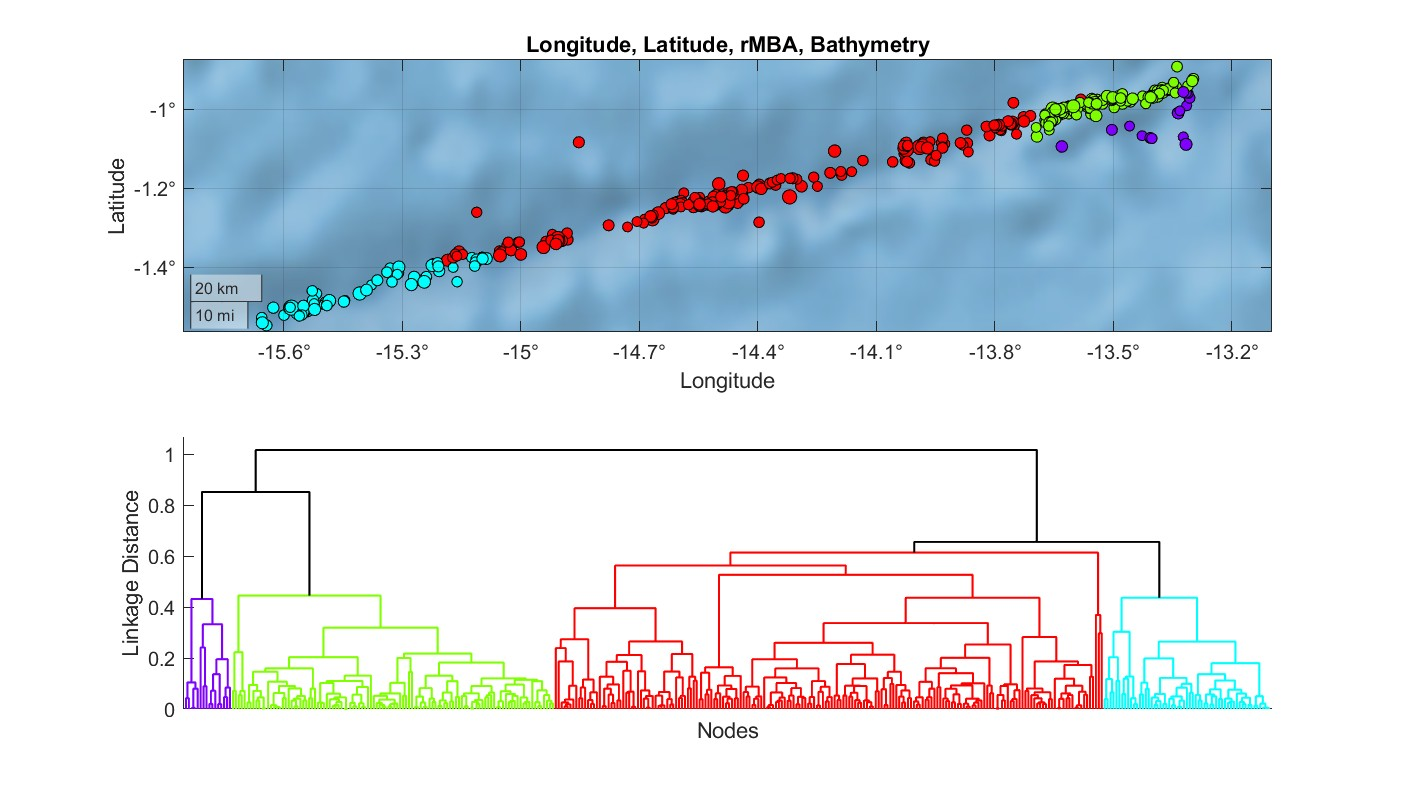 Longitude, Latitude, rMBA, Bathymetry
Latitude
-1°
-1.2°
-1.4°
20 km
10 mi
-15.6° -15.3° -15° -14.7° -14.4° -14.1° -13.8° -13.5° -13.2°
Longitude
Linkage Distance
1
0.8
0.6
0.4
0.2
0
Nodes